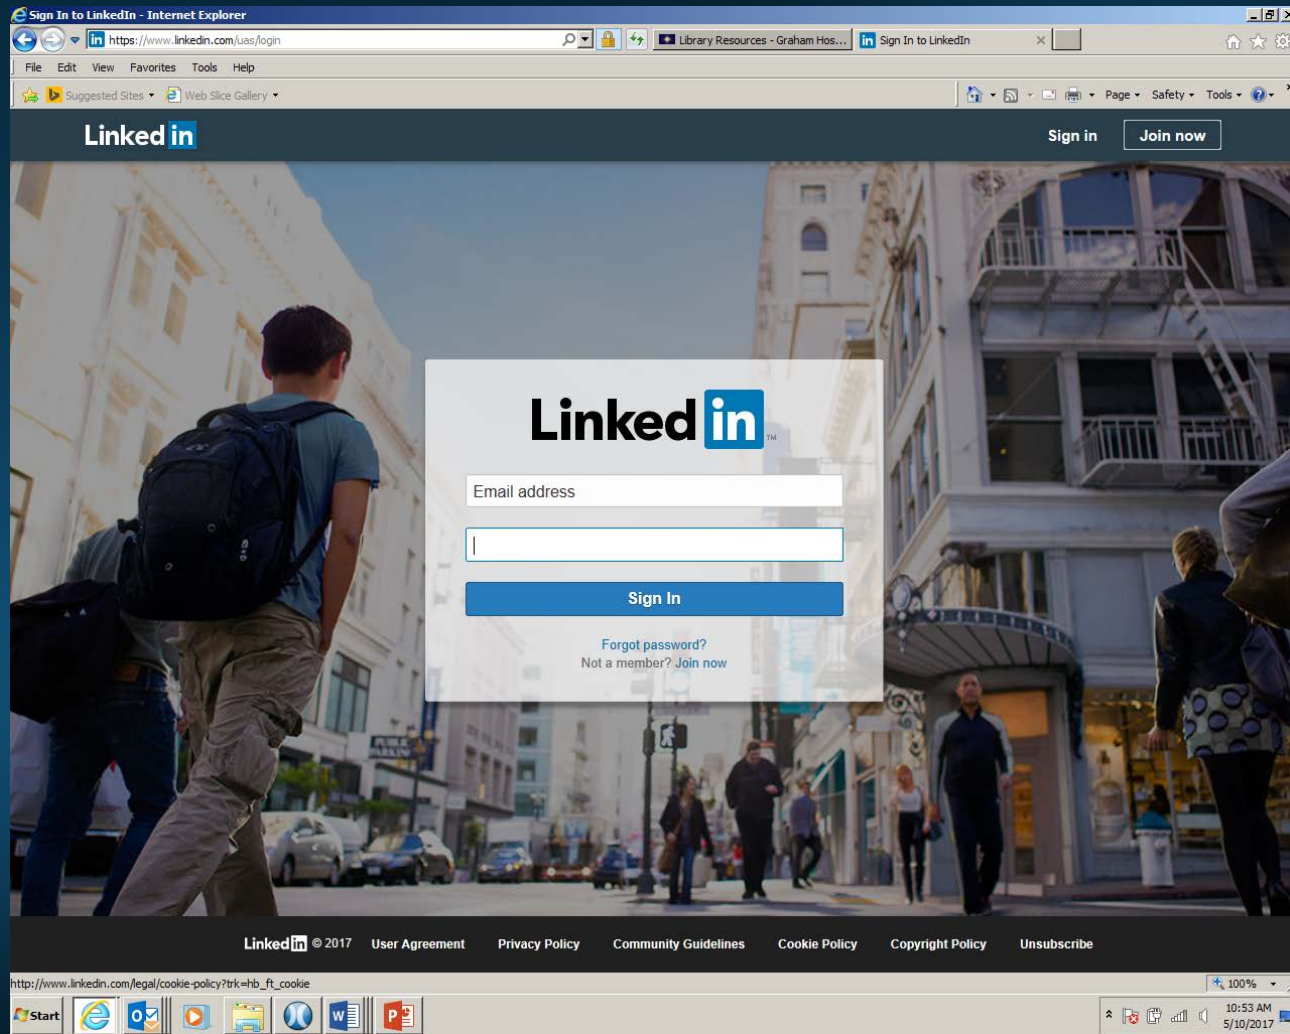 Sign In to LinkedIn - Internet Explorer
https://www.linkedin.com/uas/login
Library Resources - Graham Hos...
Sign In to LinkedIn
File Edit View Favorites Tools Help
Suggested Sites Web Slice Gallery
Page Safety Tools
Linked in Sign in Join now
Linked in TM
Email address
Sign In
Forgot password?
Not a member? Join now
PUBLIC
PARKING
Linked in © 2017 User Agreement Privacy Policy Community Guidelines Cookie Policy Copyright Policy Unsubscribe
http://www.linkedin.com/legal/cookie-policy?trk=hb_ft_cookie
100%
Start
10:53 AM
5/10/2017